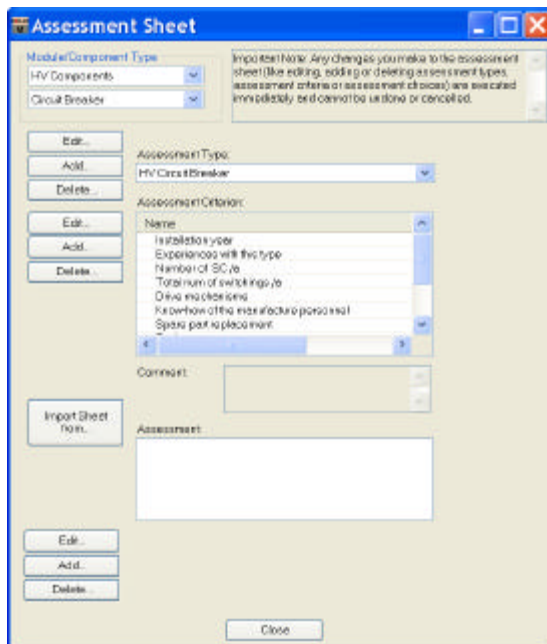 Assessment Sheet
Module/Component Type
HV Components
Circuit Breaker
Important Note: Any changes you make to the assessment
sheet (like editing, adding or deleting assessment types,
assessment criteria or assessment choices) are executed
immediately and cannot be undone or cancelled.
Edit...
Add...
Delete...
Assessment Type:
HV Circuit Breaker
Edit...
Add...
Delete...
Assessment Criterion:
Name
Installation year
Experiences with this type
Number of SC /a
Total num of switchings /a
Drive mechanisms
Know-how of the manufacture personnel
Spare part replacement
Comment:
Import Sheet
from...
Assessment:
Edit...
Add...
Delete...
Close